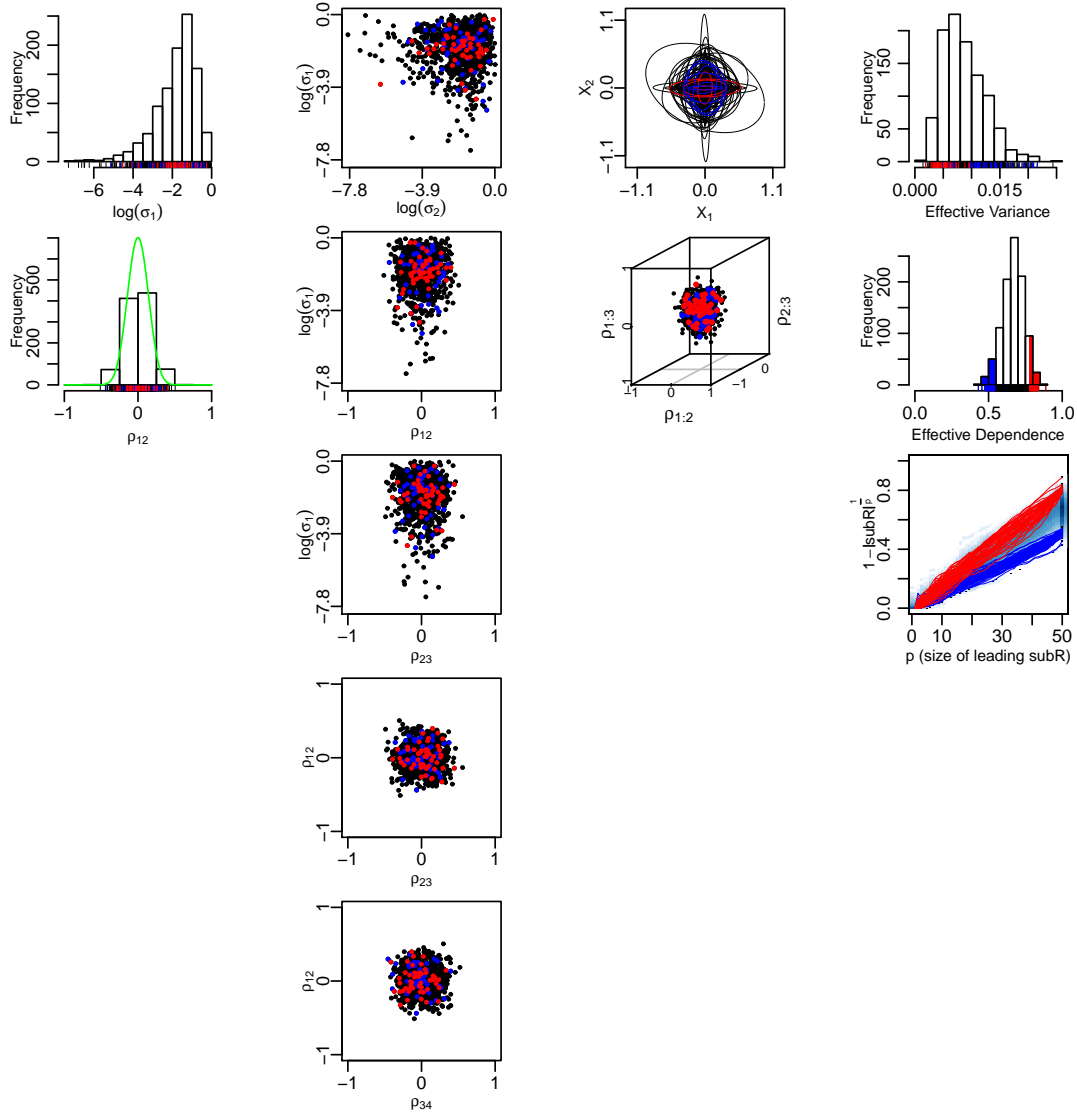 Frequency
0 100 200
−6 −4 −2 0
log(σ1)
log(σ1)
−7.8 −3.9 0.0
−7.8 −3.9 0.0
log(σ2)
X2
−1.1 0.0 1.1
−1.1 0.0 1.1
X1
Frequency
0 50 150
0.000 0.015
Effective Variance
Frequency
0 200 500
−1 0 1
ρ12
log(σ1)
−7.8 −3.9 0.0
−1 0 1
ρ12
ρ1:3
−1 0 1
−1 0 1
ρ1:2
−1 0
ρ2:3
Frequency
0 100 200
0.0 0.5 1.0
Effective Dependence
log(σ1)
−7.8 −3.9 0.0
−1 0 1
ρ23
1 − |subR|^1/p
0.0 0.4 0.8
0 10 30 50
p (size of leading subR)
ρ12
−1 0 1
−1 0 1
ρ23
ρ12
−1 0 1
−1 0 1
ρ34